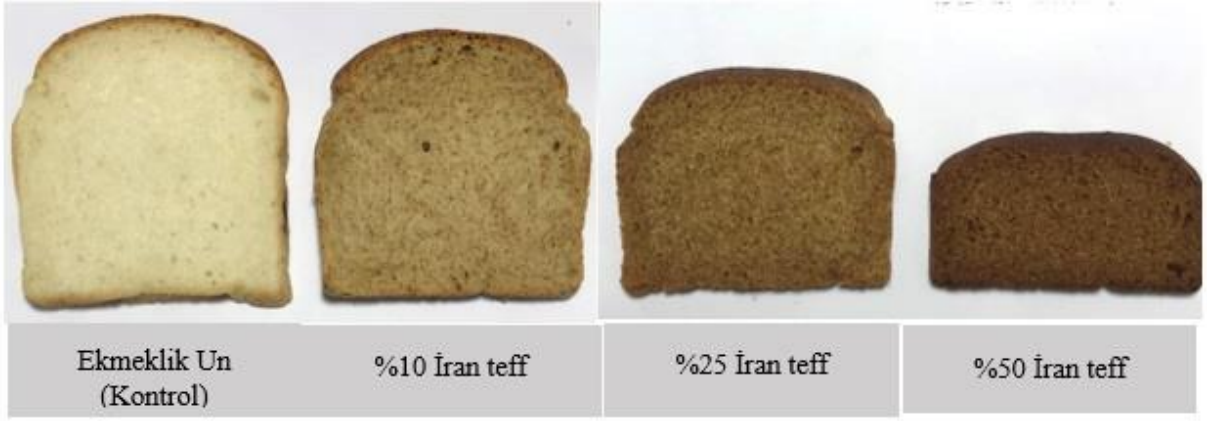 Ekmeklik Un
(Kontrol)
%10 İran teff
%25 İran teff
%50 İran teff